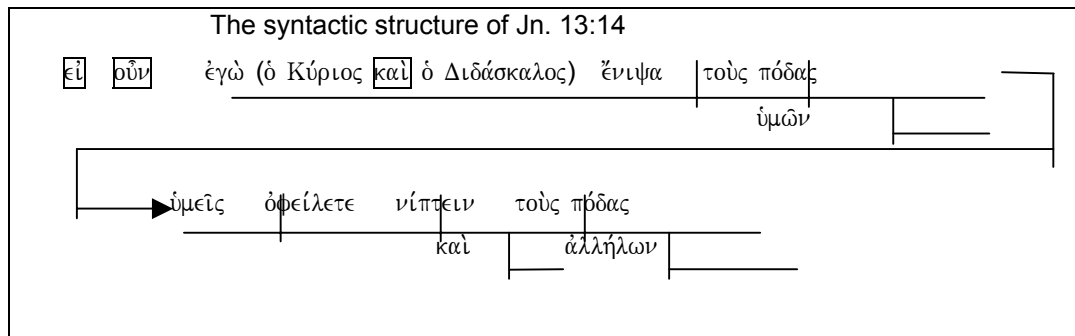 The syntactic structure of Jn. 13:14
εἰ οὖν ἐγὼ (ὁ Κύριος καὶ ὁ Διδάσκαλος) ἔνιψα τοὺς πόδας
ὑμῶν
ὑμεῖς ὀφείλετε νίπτειν τοὺς πόδας
καὶ ἀλλήλων